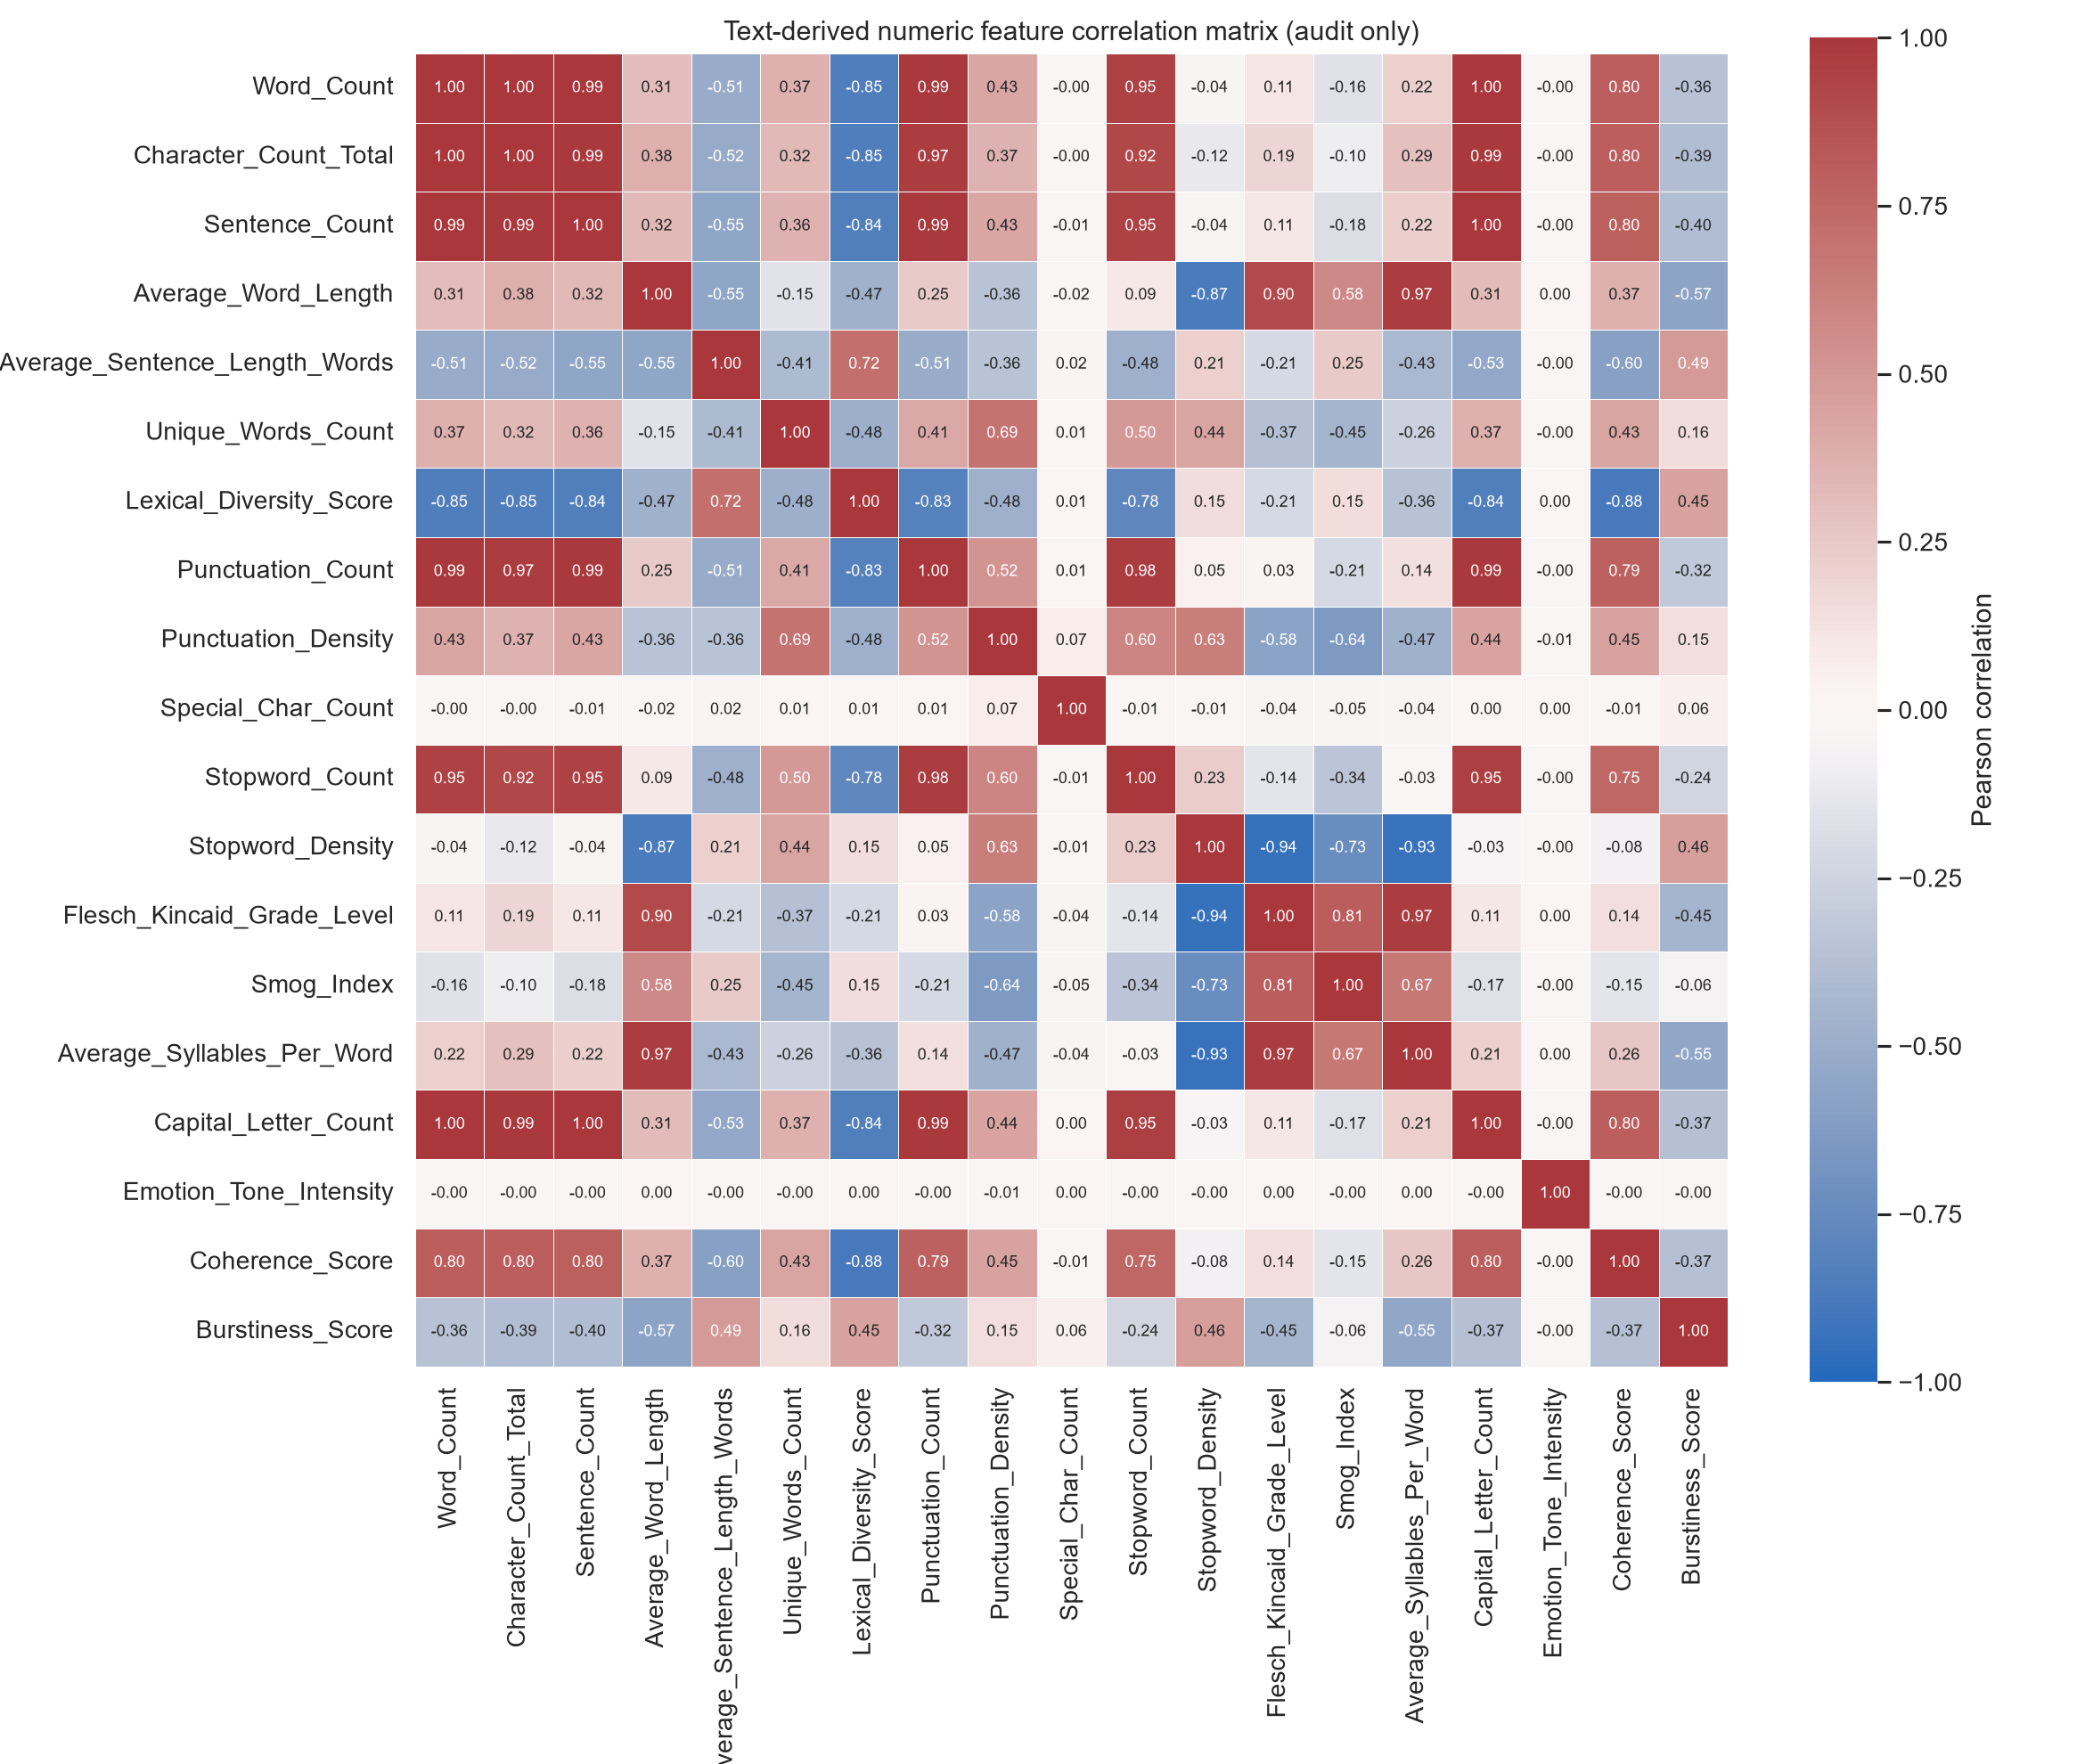 Text-derived numeric feature correlation matrix (audit only)
Word_Count 1.00 1.00 0.99 0.31 -0.51 0.37 -0.85 0.99 0.43 -0.00 0.95 -0.04 0.11 -0.16 0.22 1.00 -0.00 0.80 -0.36
Character_Count_Total 1.00 1.00 0.99 0.38 -0.52 0.32 -0.85 0.97 0.37 -0.00 0.92 -0.12 0.19 -0.10 0.29 0.99 -0.00 0.80 -0.39
Sentence_Count 0.99 0.99 1.00 0.32 -0.55 0.36 -0.84 0.99 0.43 -0.01 0.95 -0.04 0.11 -0.18 0.22 1.00 -0.00 0.80 -0.40
Average_Word_Length 0.31 0.38 0.32 1.00 -0.55 -0.15 -0.47 0.25 -0.36 -0.02 0.09 -0.87 0.90 0.58 0.97 0.31 0.00 0.37 -0.57
Average_Sentence_Length_Words -0.51 -0.52 -0.55 -0.55 1.00 -0.41 0.72 -0.51 -0.36 0.02 -0.48 0.21 -0.21 0.25 -0.43 -0.53 -0.00 -0.60 0.49
Unique_Words_Count 0.37 0.32 0.36 -0.15 -0.41 1.00 -0.48 0.41 0.69 0.01 0.50 0.44 -0.37 -0.45 -0.26 0.37 -0.00 0.43 0.16
Lexical_Diversity_Score -0.85 -0.85 -0.84 -0.47 0.72 -0.48 1.00 -0.83 -0.48 0.01 -0.78 0.15 -0.21 0.15 -0.36 -0.84 0.00 -0.88 0.45
Punctuation_Count 0.99 0.97 0.99 0.25 -0.51 0.41 -0.83 1.00 0.52 0.01 0.98 0.05 0.03 -0.21 0.14 0.99 -0.00 0.79 -0.32
Punctuation_Density 0.43 0.37 0.43 -0.36 -0.36 0.69 -0.48 0.52 1.00 0.07 0.60 0.63 -0.58 -0.64 -0.47 0.44 -0.01 0.45 0.15
Special_Char_Count -0.00 -0.00 -0.01 -0.02 0.02 0.01 0.01 0.01 0.07 1.00 -0.01 -0.01 -0.04 -0.05 -0.04 0.00 0.00 -0.01 0.06
Stopword_Count 0.95 0.92 0.95 0.09 -0.48 0.50 -0.78 0.98 0.60 -0.01 1.00 0.23 -0.14 -0.34 -0.03 0.95 -0.00 0.75 -0.24
Stopword_Density -0.04 -0.12 -0.04 -0.87 0.21 0.44 0.15 0.05 0.63 -0.01 0.23 1.00 -0.94 -0.73 -0.93 -0.03 -0.00 -0.08 0.46
Flesch_Kincaid_Grade_Level 0.11 0.19 0.11 0.90 -0.21 -0.37 -0.21 0.03 -0.58 -0.04 -0.14 -0.94 1.00 0.81 0.97 0.11 0.00 0.14 -0.45
Smog_Index -0.16 -0.10 -0.18 0.58 0.25 -0.45 0.15 -0.21 -0.64 -0.05 -0.34 -0.73 0.81 1.00 0.67 -0.17 -0.00 -0.15 -0.06
Average_Syllables_Per_Word 0.22 0.29 0.22 0.97 -0.43 -0.26 -0.36 0.14 -0.47 -0.04 -0.03 -0.93 0.97 0.67 1.00 0.21 0.00 0.26 -0.55
Capital_Letter_Count 1.00 0.99 1.00 0.31 -0.53 0.37 -0.84 0.99 0.44 0.00 0.95 -0.03 0.11 -0.17 0.21 1.00 -0.00 0.80 -0.37
Emotion_Tone_Intensity -0.00 -0.00 -0.00 0.00 -0.00 -0.00 0.00 -0.00 -0.01 0.00 -0.00 -0.00 0.00 -0.00 0.00 -0.00 1.00 -0.00 -0.00
Coherence_Score 0.80 0.80 0.80 0.37 -0.60 0.43 -0.88 0.79 0.45 -0.01 0.75 -0.08 0.14 -0.15 0.26 0.80 -0.00 1.00 -0.37
Burstiness_Score -0.36 -0.39 -0.40 -0.57 0.49 0.16 0.45 -0.32 0.15 0.06 -0.24 0.46 -0.45 -0.06 -0.55 -0.37 -0.00 -0.37 1.00
Word_Count
Character_Count_Total
Sentence_Count
Average_Word_Length
verage_Sentence_Length_Words
Unique_Words_Count
Lexical_Diversity_Score
Punctuation_Count
Punctuation_Density
Special_Char_Count
Stopword_Count
Stopword_Density
Flesch_Kincaid_Grade_Level
Smog_Index
Average_Syllables_Per_Word
Capital_Letter_Count
Emotion_Tone_Intensity
Coherence_Score
Burstiness_Score
1.00
0.75
0.50
0.25
0.00
−0.25
−0.50
−0.75
−1.00
Pearson correlation